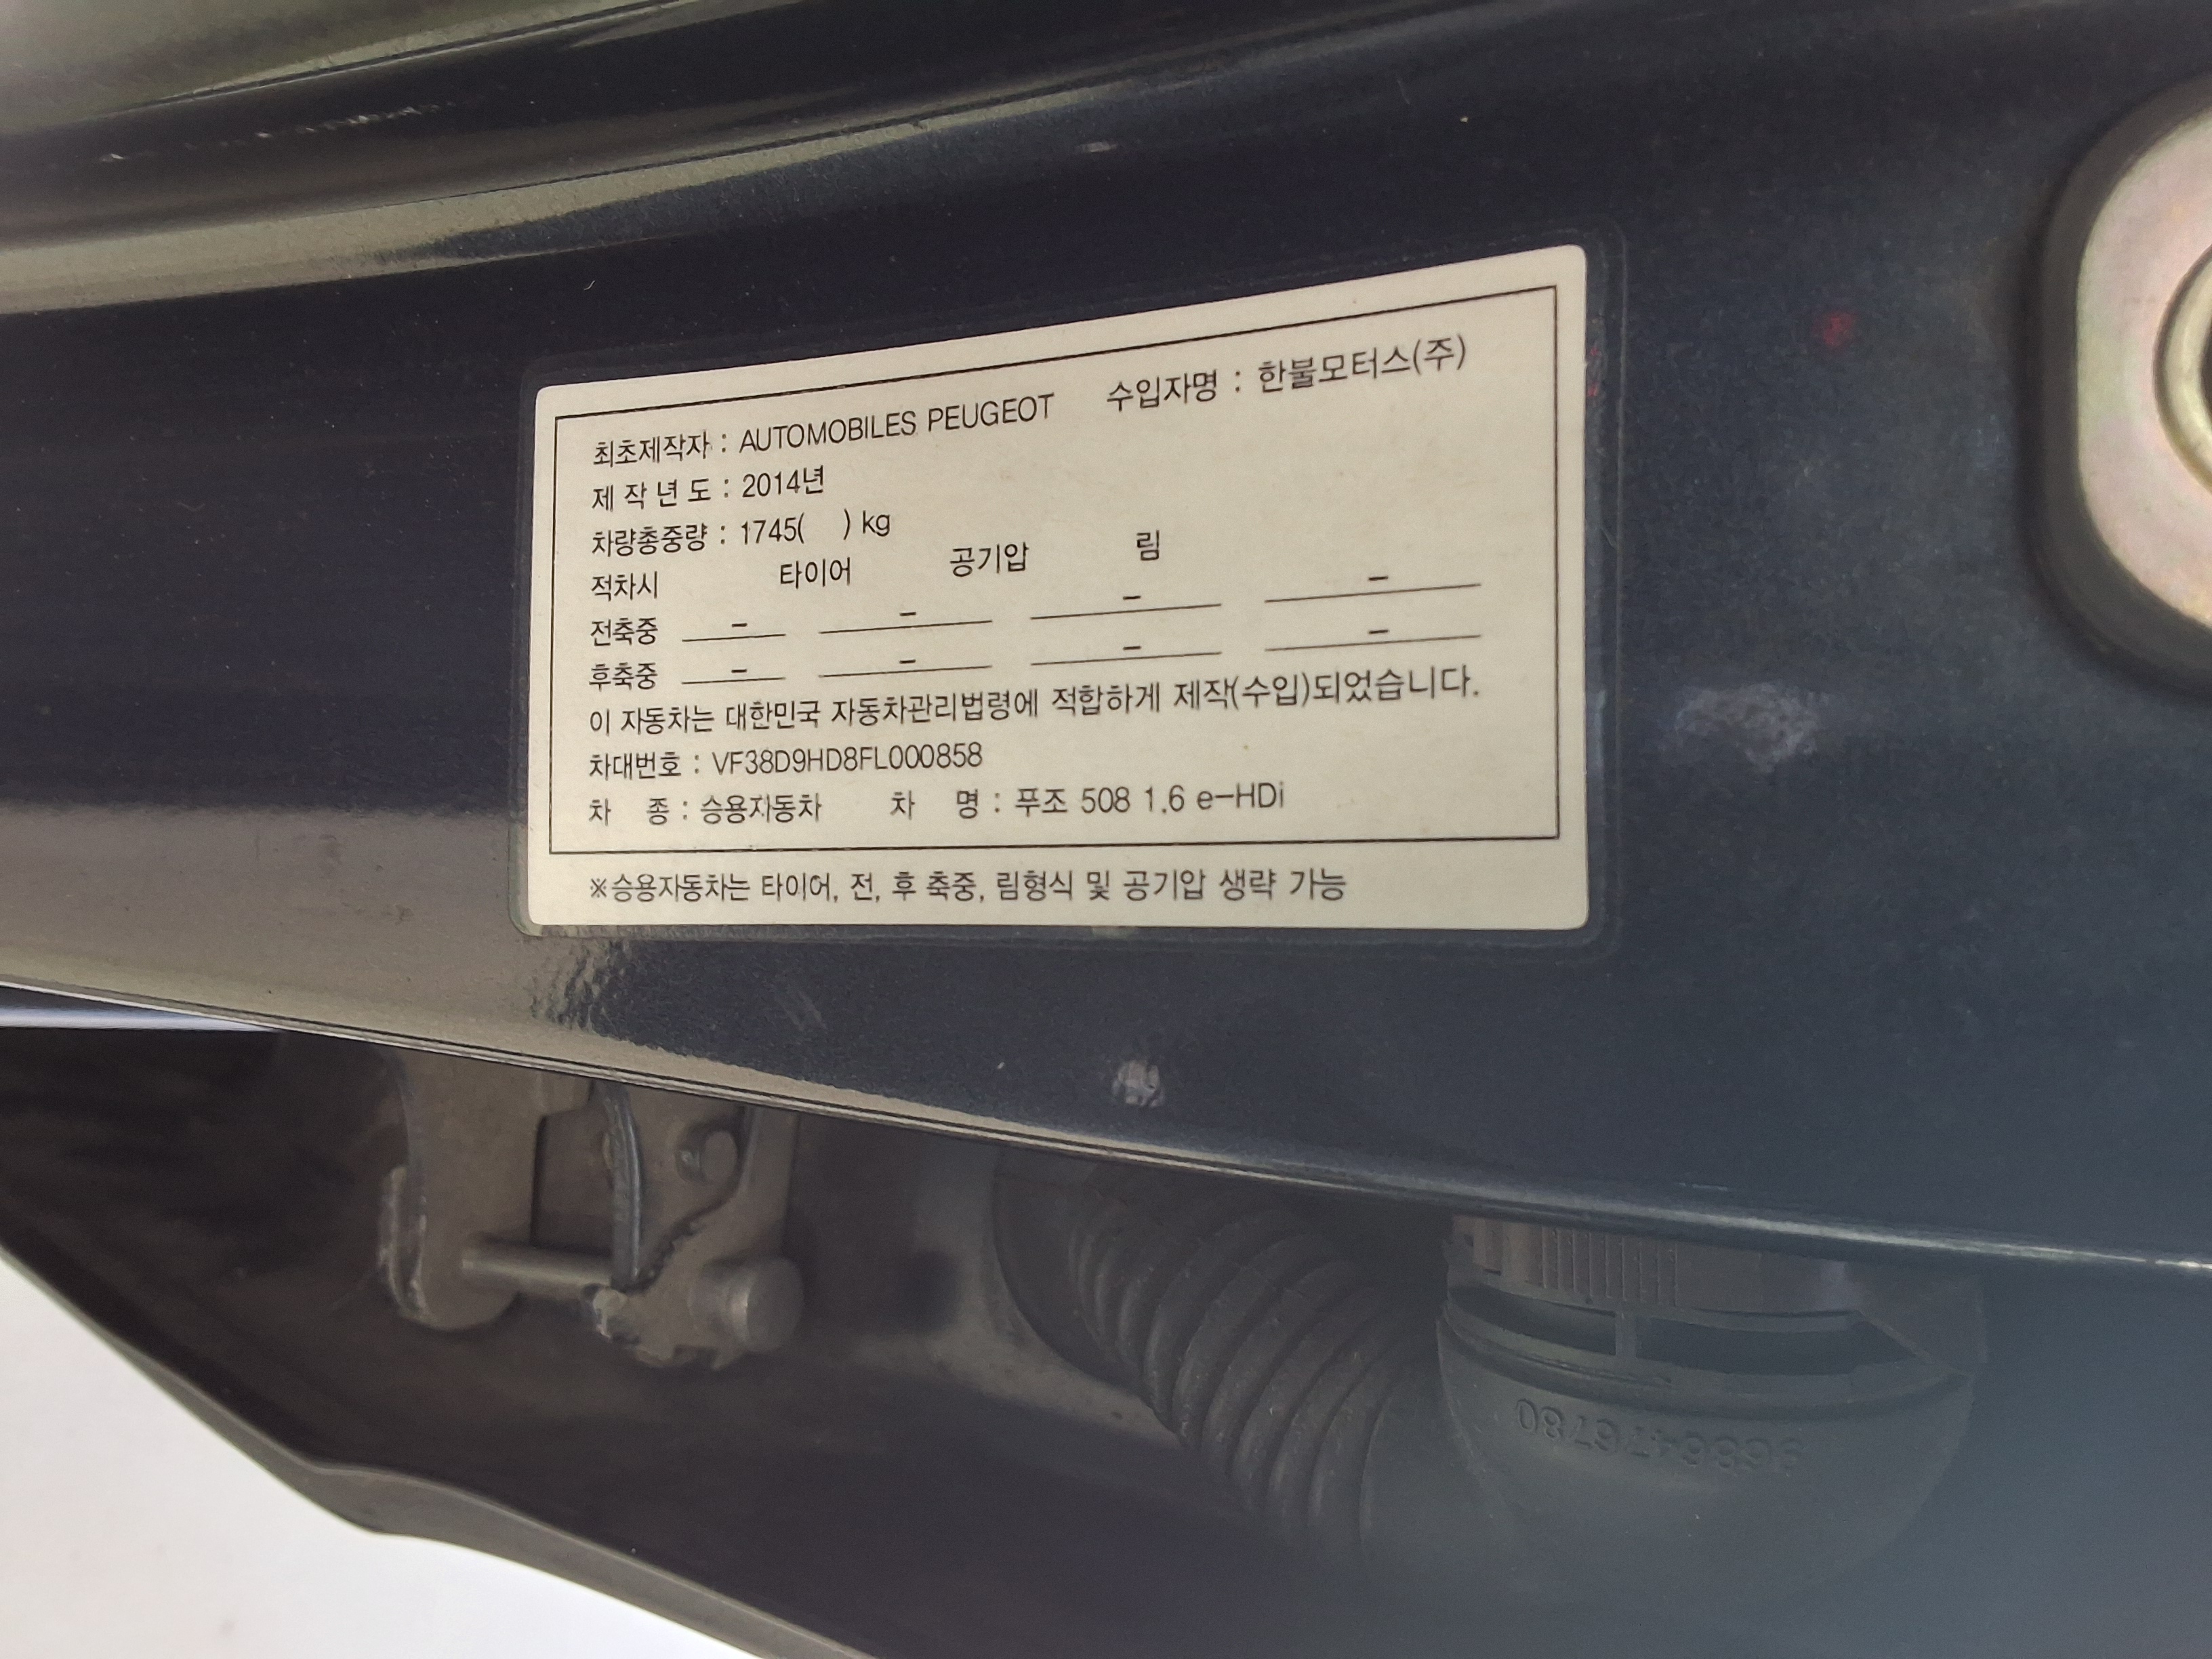 최초제작자 : AUTOMOBILES PEUGEOT 수입자명 : 한불모터스(주)
제 작 년 도 : 2014년
차량총중량 : 1745( ) kg
적차시 타이어 공기압 림
전축중 - - - -
후축중 - - - -
이 자동차는 대한민국 자동차관리법령에 적합하게 제작(수입)되었습니다.
차대번호 : VF38D9HD8FL000858
차 종 : 승용자동차 차 명 : 푸조 508 1.6 e-HDi
※승용자동차는 타이어, 전, 후 축중, 림형식 및 공기압 생략 가능
9686476780